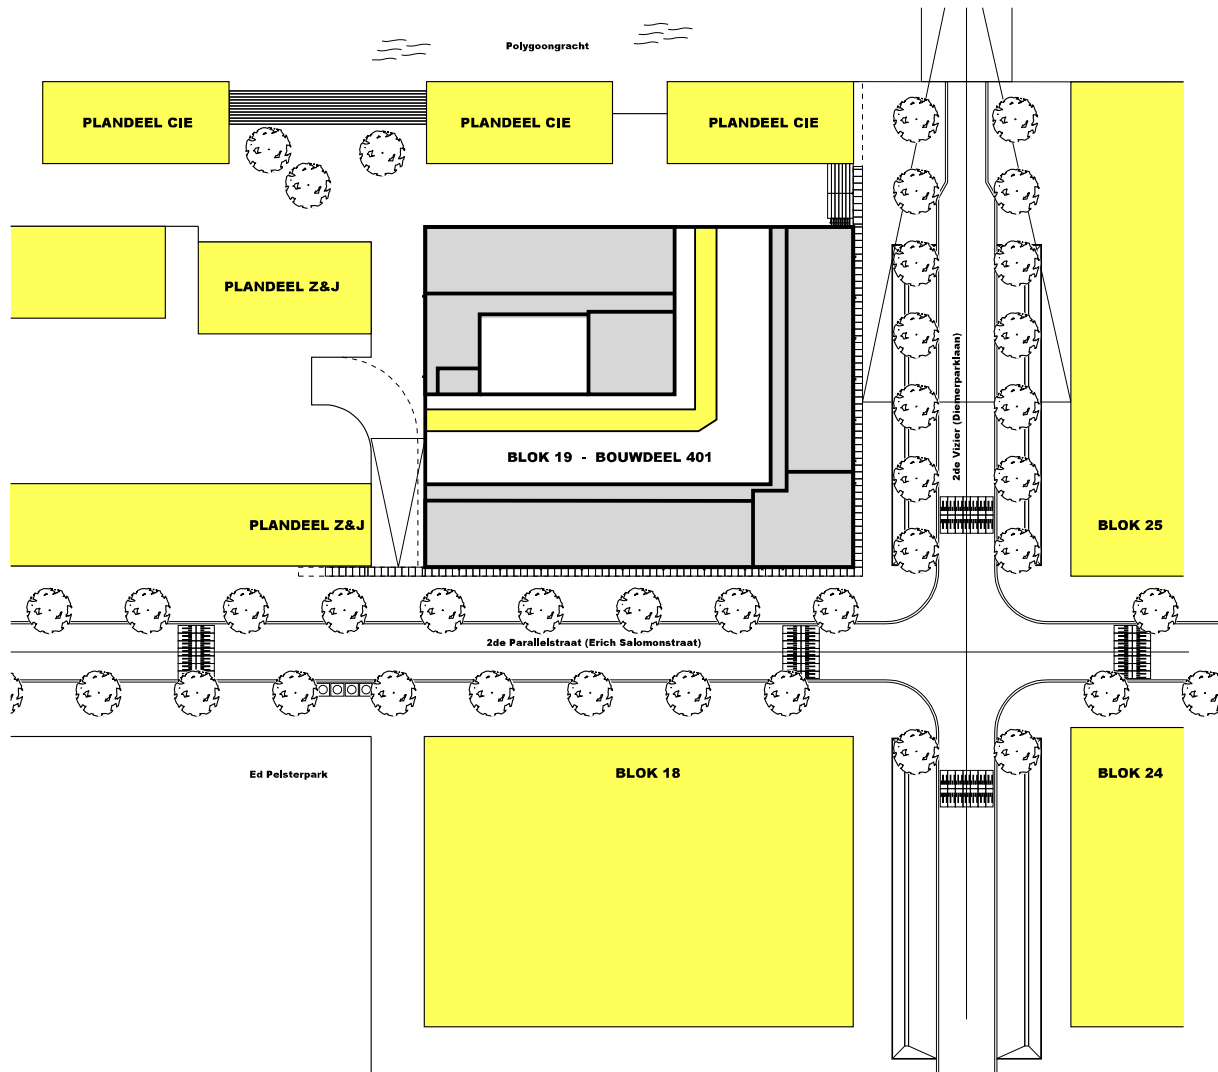 Polygoongracht
PLANDEEL CIE
PLANDEEL CIE
PLANDEEL CIE
PLANDEEL Z&J
2de Vizier (Diemerparklaan)
BLOK 19 - BOUWDEEL 401
PLANDEEL Z&J
BLOK 25
2de Parallelstraat (Erich Salomonstraat)
Ed Pelsterpark
BLOK 18
BLOK 24